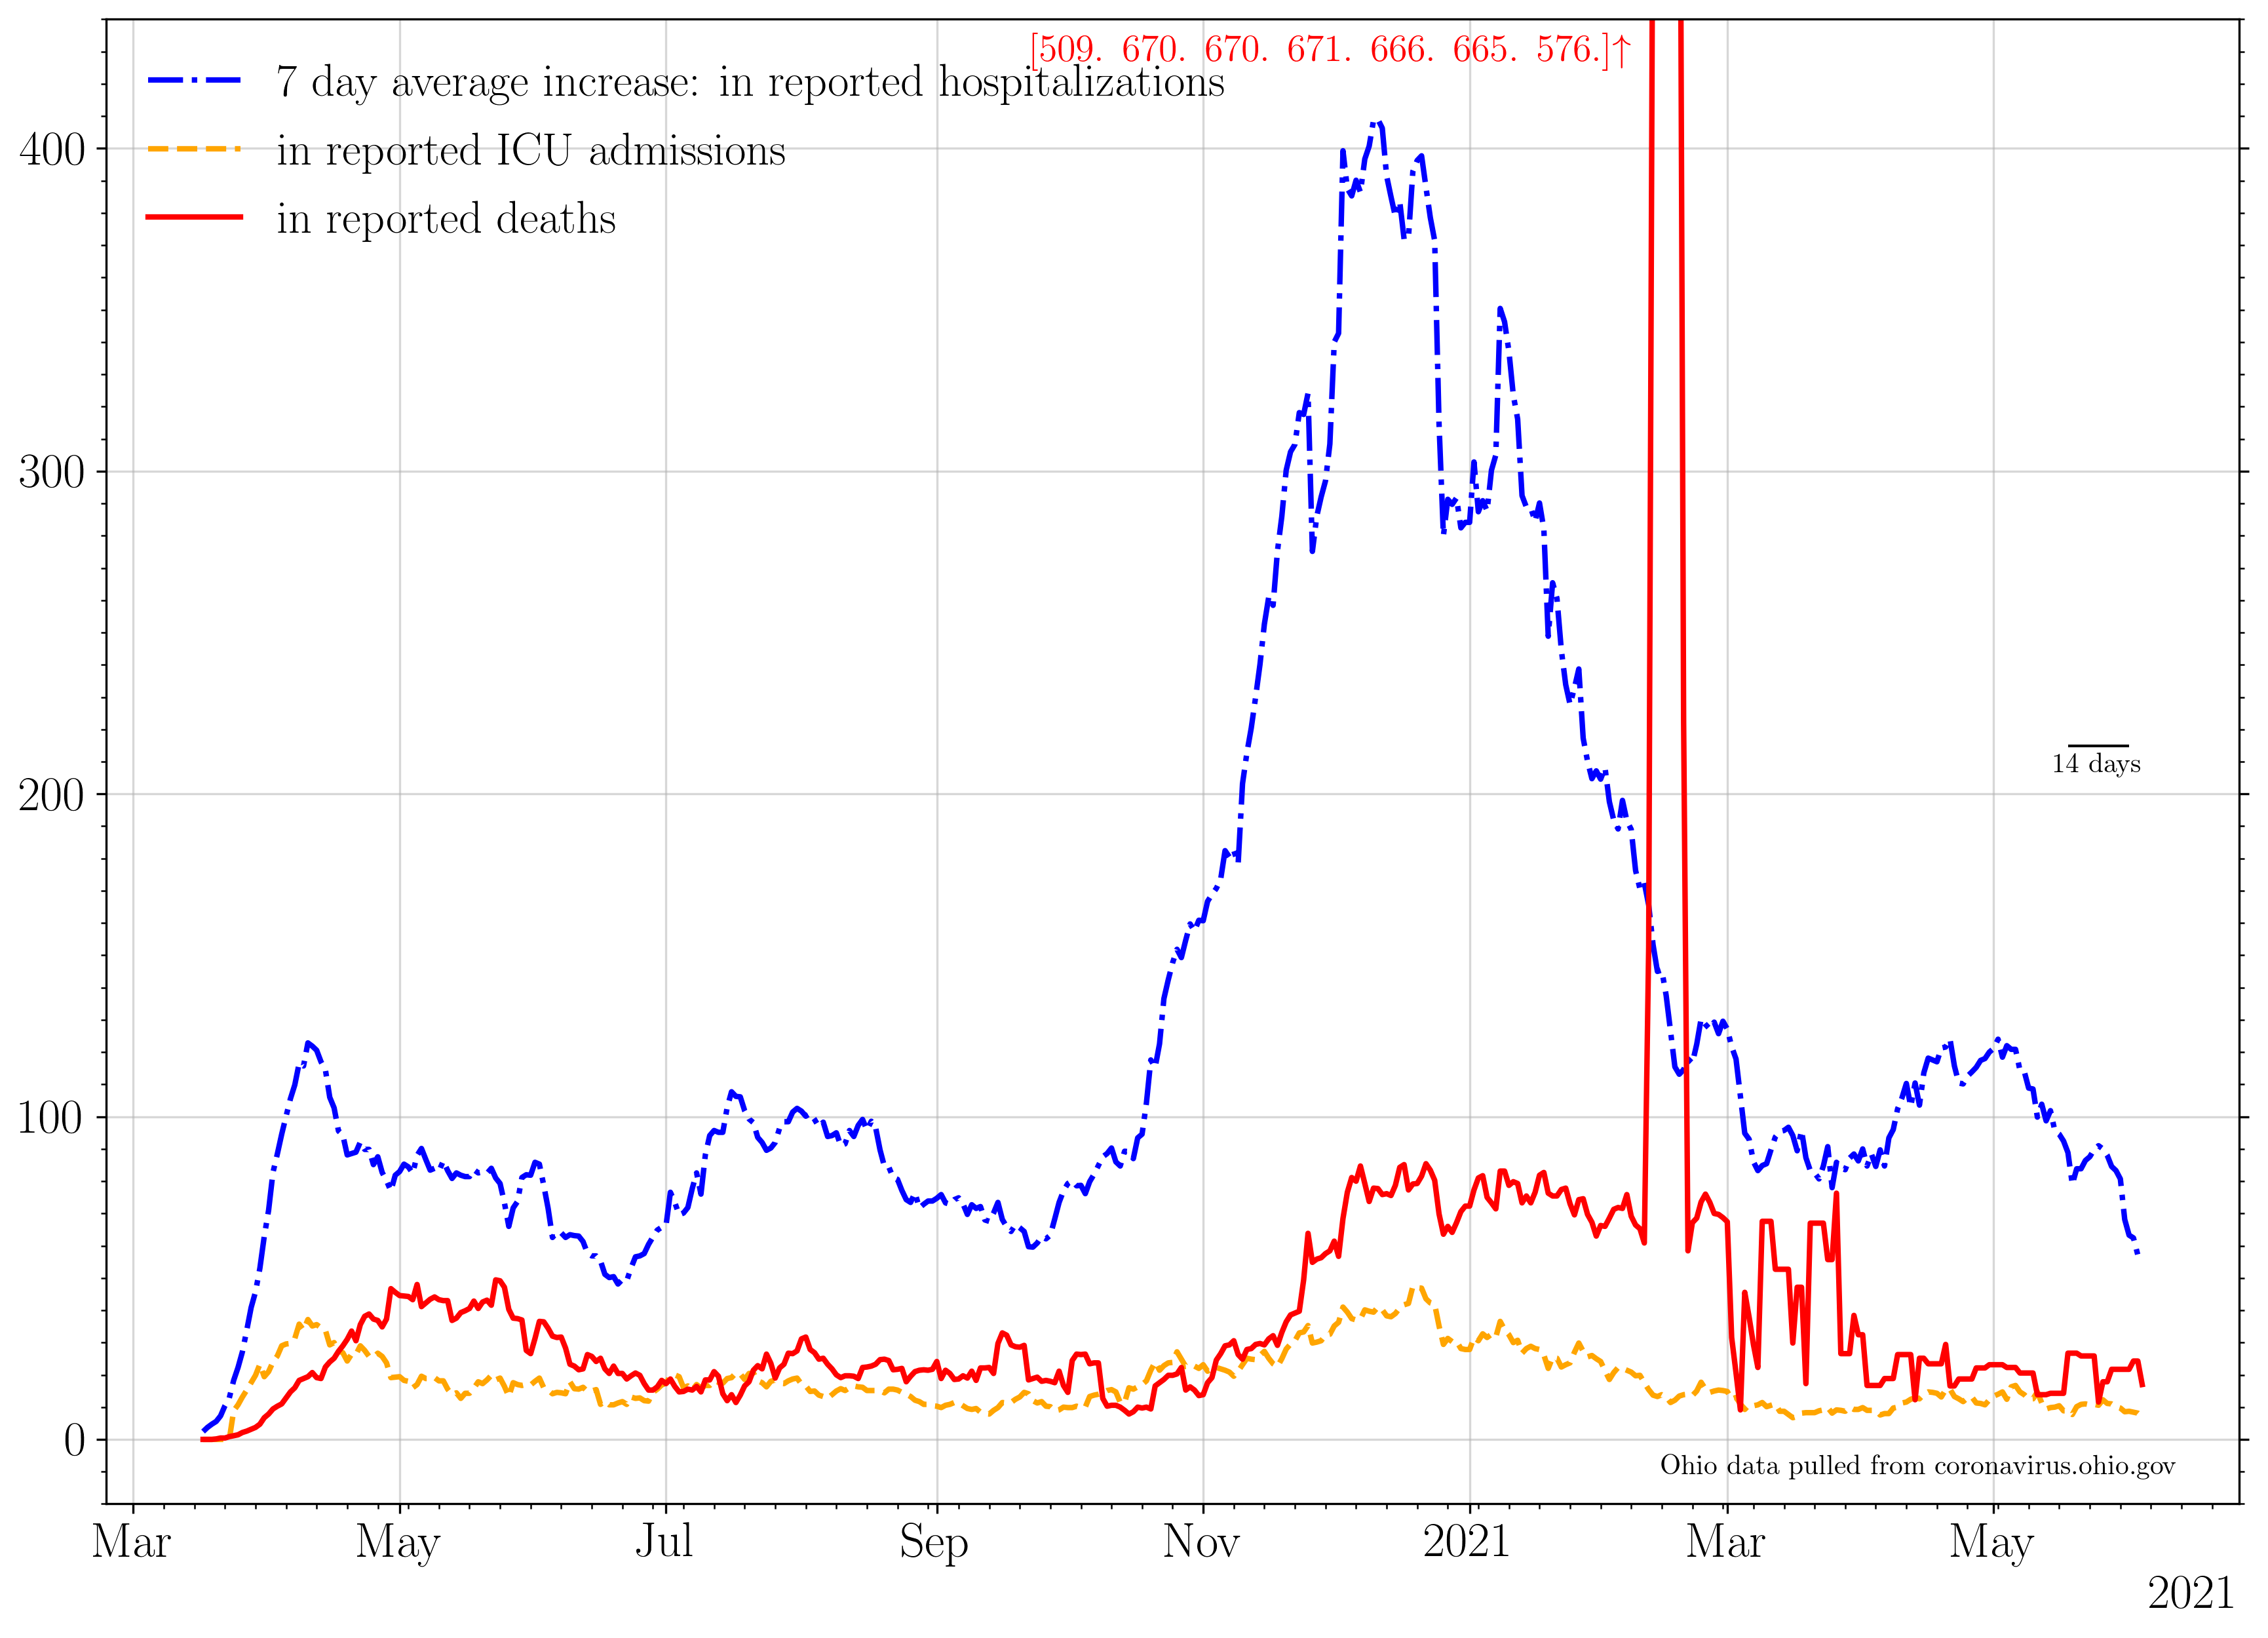 [509. 670. 670. 671. 666. 665. 576.]↑
7 day average increase: in reported hospitalizations
in reported ICU admissions
in reported deaths
400
300
200
100
0
14 days
Ohio data pulled from coronavirus.ohio.gov
Mar May Jul Sep Nov 2021 Mar May
2021